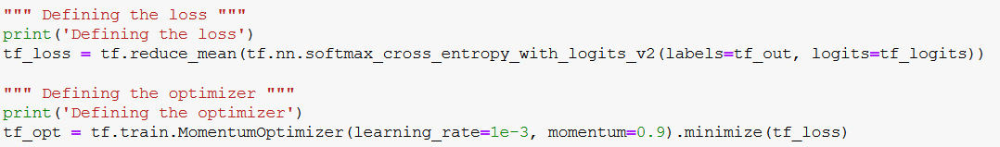 """ Defining the loss """
print('Defining the loss')
tf_loss = tf.reduce_mean(tf.nn.softmax_cross_entropy_with_logits_v2(labels=tf_out, logits=tf_logits))
""" Defining the optimizer """
print('Defining the optimizer')
tf_opt = tf.train.MomentumOptimizer(learning_rate=1e-3, momentum=0.9).minimize(tf_loss)